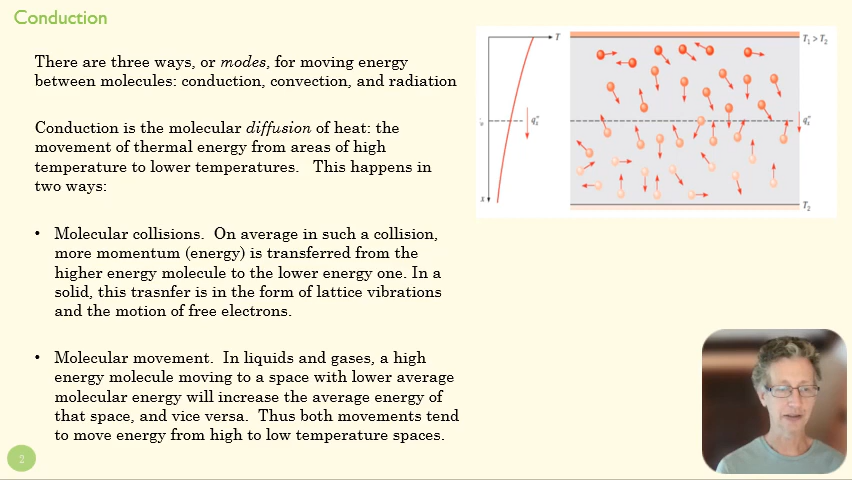 Conduction
There are three ways, or modes, for moving energy
between molecules: conduction, convection, and radiation
Conduction is the molecular diffusion of heat: the
movement of thermal energy from areas of high
temperature to lower temperatures. This happens in
two ways:
• Molecular collisions. On average in such a collision,
more momentum (energy) is transferred from the
higher energy molecule to the lower energy one. In a
solid, this trasnfer is in the form of lattice vibrations
and the motion of free electrons.
• Molecular movement. In liquids and gases, a high
energy molecule moving to a space with lower average
molecular energy will increase the average energy of
that space, and vice versa. Thus both movements tend
to move energy from high to low temperature spaces.
T
T₁ > T₂
qₓ"
qₓ"
x
T₂
2